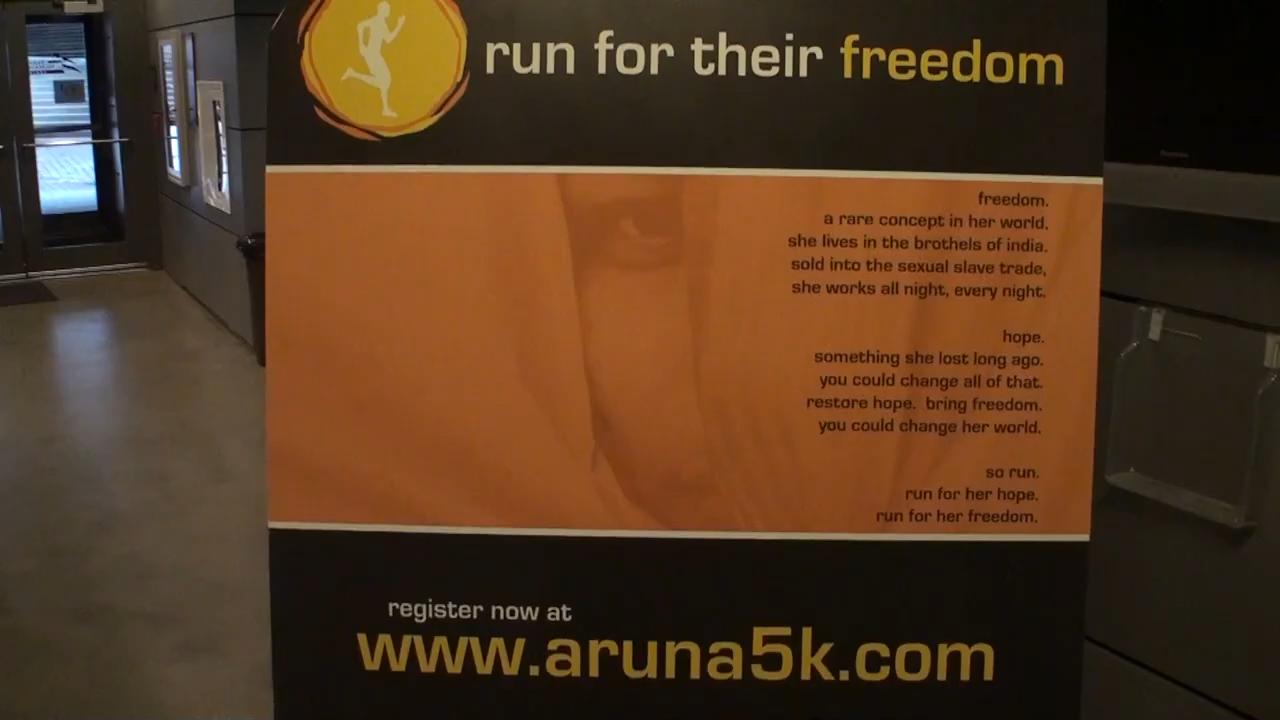 run for their freedom
freedom.
a rare concept in her world,
she lives in the brothels of india.
sold into the sexual slave trade,
she works all night, every night.
hope.
something she lost long ago.
you could change all of that.
restore hope.  bring freedom.
you could change her world.
so run.
run for her hope.
run for her freedom.
register now at
www.aruna5k.com